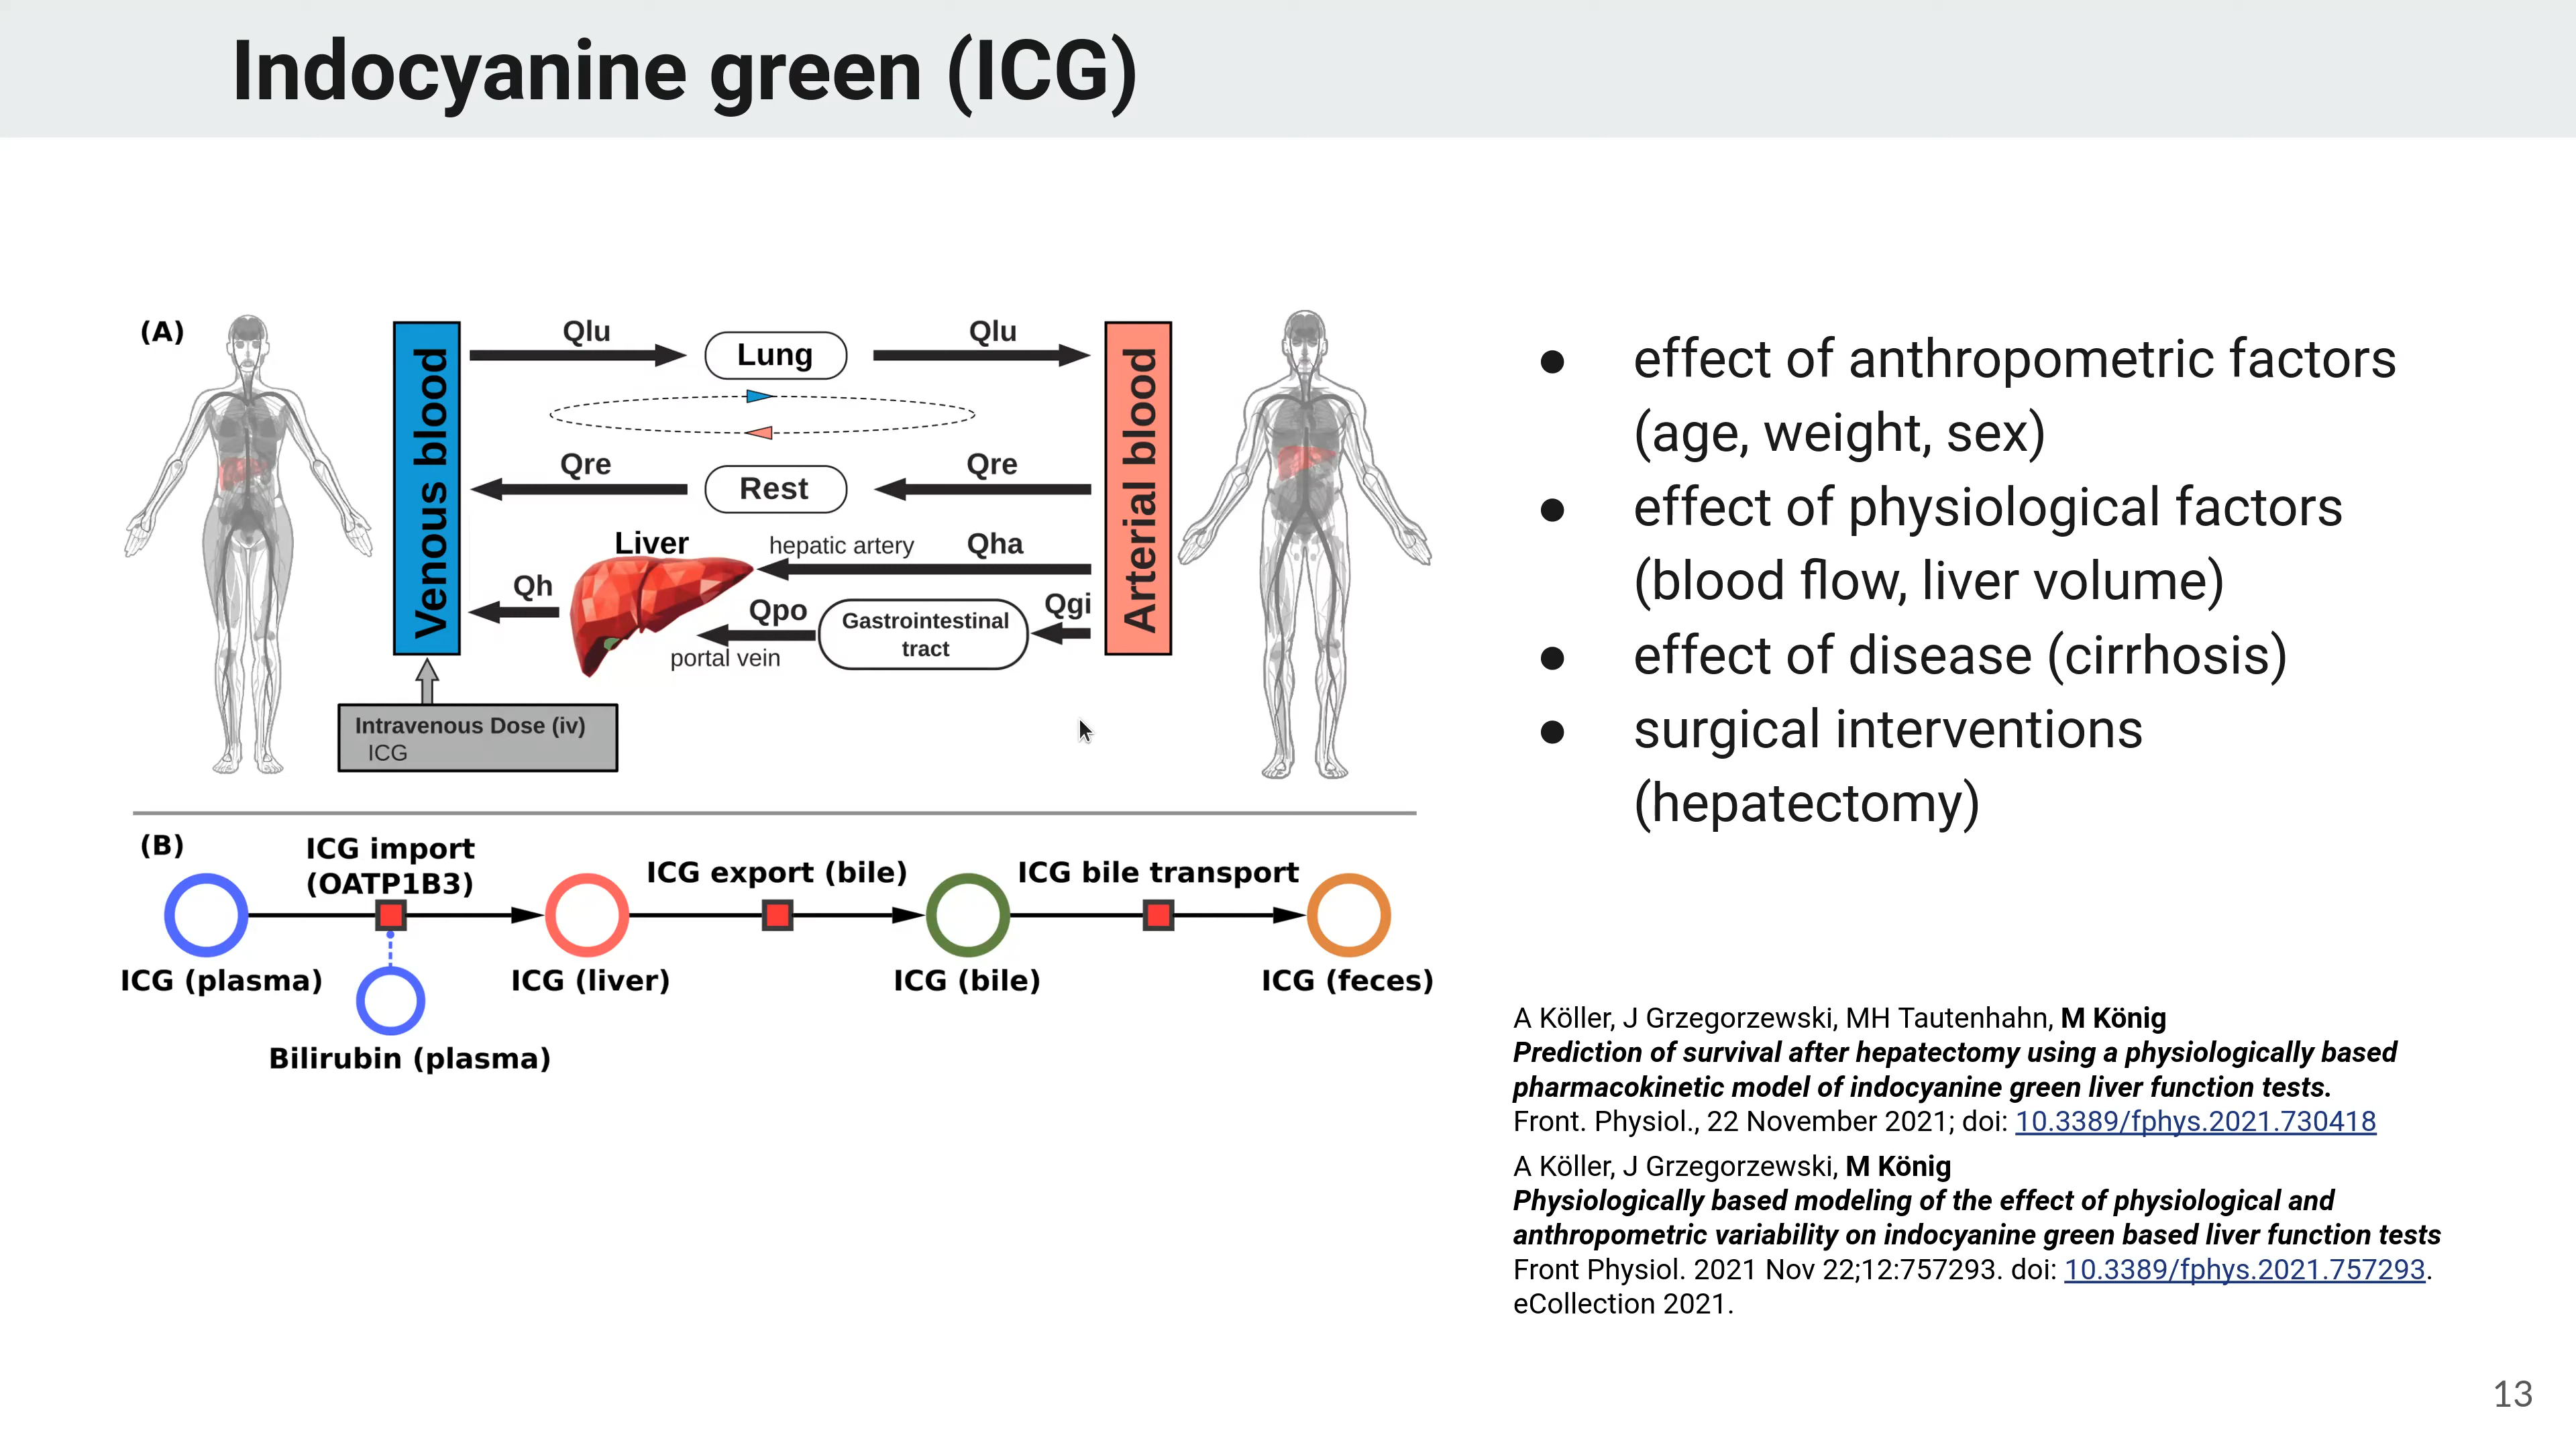 Indocyanine green (ICG)
(A)
Venous blood
Qlu
Lung
Qlu
Arterial blood
Qre
Rest
Qre
Liver
hepatic artery
Qha
Qh
Qpo
portal vein
Gastrointestinal
tract
Qgi
Intravenous Dose (iv)
ICG
(B)
ICG import
(OATP1B3)
ICG export (bile)
ICG bile transport
ICG (plasma)
ICG (liver)
ICG (bile)
ICG (feces)
Bilirubin (plasma)
● effect of anthropometric factors
(age, weight, sex)
● effect of physiological factors
(blood flow, liver volume)
● effect of disease (cirrhosis)
● surgical interventions
(hepatectomy)
A Köller, J Grzegorzewski, MH Tautenhahn, M König
Prediction of survival after hepatectomy using a physiologically based
pharmacokinetic model of indocyanine green liver function tests.
Front. Physiol., 22 November 2021; doi: 10.3389/fphys.2021.730418
A Köller, J Grzegorzewski, M König
Physiologically based modeling of the effect of physiological and
anthropometric variability on indocyanine green based liver function tests
Front Physiol. 2021 Nov 22;12:757293. doi: 10.3389/fphys.2021.757293.
eCollection 2021.
13